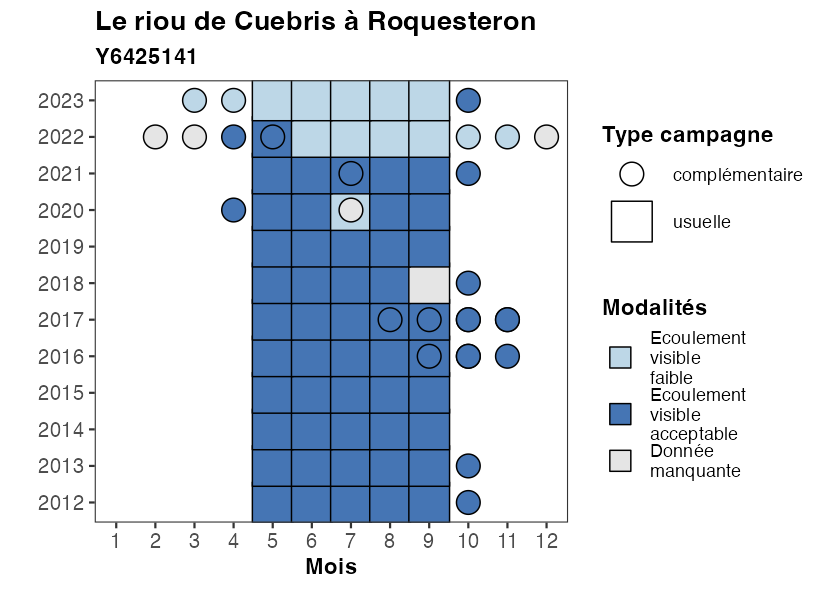 Le riou de Cuebris à Roquesteron
Y6425141
2023
2022
2021
2020
2019
2018
2017
2016
2015
2014
2013
2012
1 2 3 4 5 6 7 8 9 10 11 12
Mois
Type campagne
complémentaire
usuelle
Modalités
Ecoulement
visible
faible
Ecoulement
visible
acceptable
Donnée
manquante